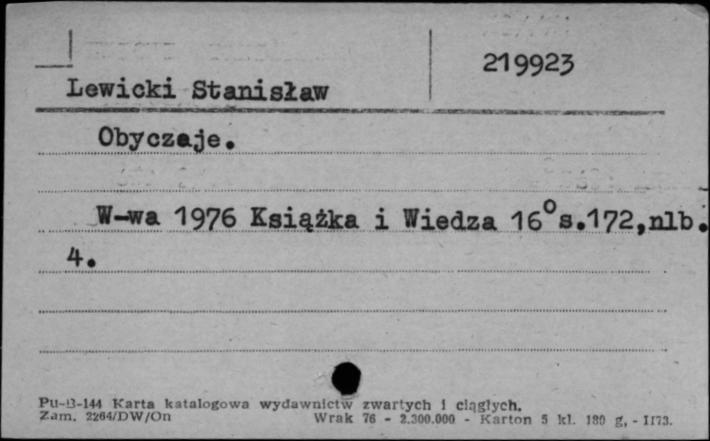 219923
Lewicki Stanisław
Obyczaje.
W-wa 1976 Książka i Wiedza 16° s.172,nlb.
4.
Pu-B-144 Karta katalogowa wydawnictw zwartych i ciągłych.
Zam. 2264/DW/On Wrak 76 - 2.300.000 - Karton 5 kl. 180 g, - II73.